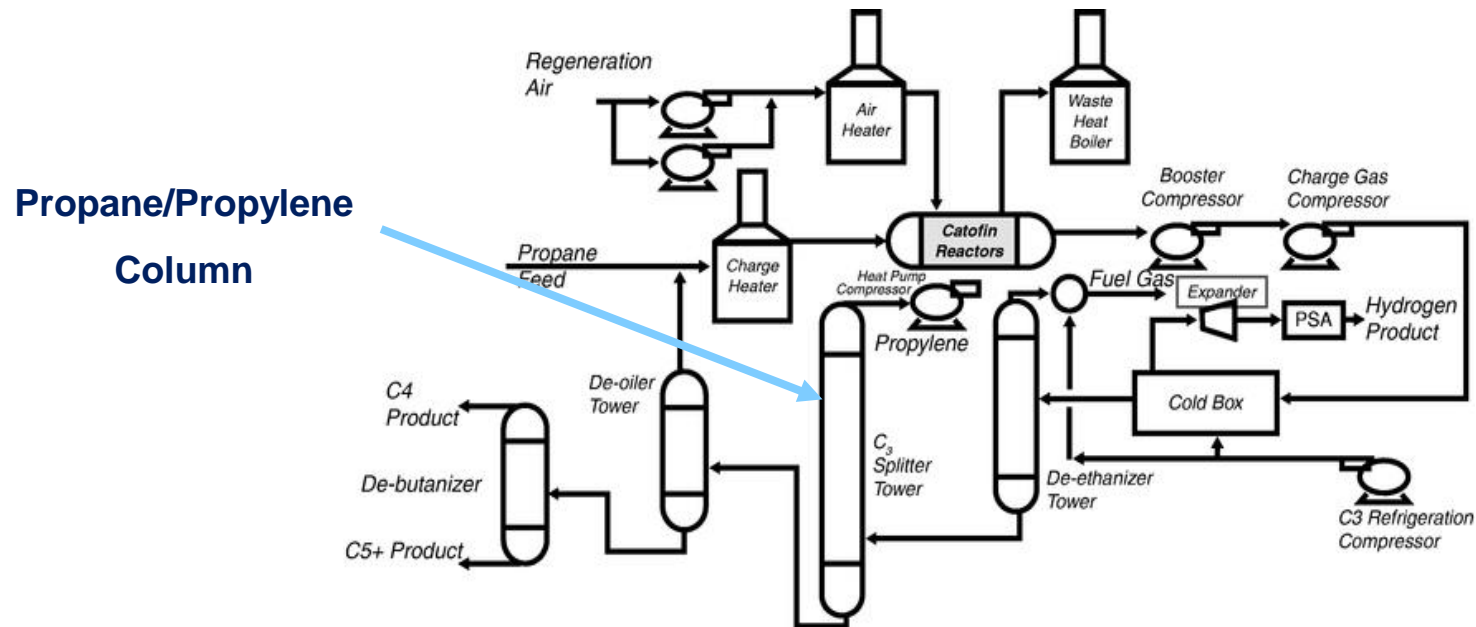 Regeneration
Air
Air
Heater
Waste
Heat
Boiler
Propane/Propylene
Column
Booster
Compressor
Charge Gas
Compressor
Catofin
Reactors
Propane
Feed
Charge
Heater
Heat Pump
Compressor
Fuel Gas
Expander
Hydrogen
Product
PSA
Propylene
De-oiler
Tower
C4
Product
Cold Box
C3
Splitter
Tower
De-butanizer
De-ethanizer
Tower
C5+ Product
C3 Refrigeration
Compressor